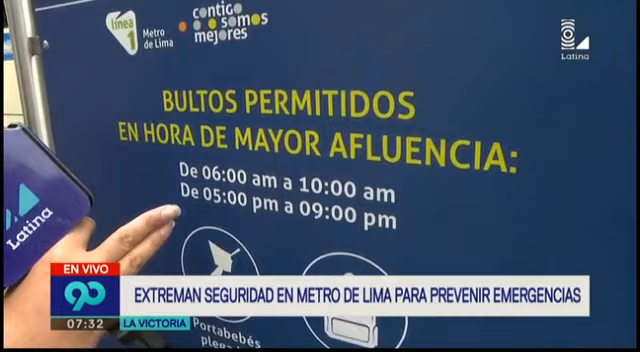 línea 1
Metro
de Lima
contigo
somos
mejores
Latina
BULTOS PERMITIDOS
EN HORA DE MAYOR AFLUENCIA:
De 06:00 am a 10:00 am
De 05:00 pm a 09:00 pm
Latina
EN VIVO
90
EXTREMAN SEGURIDAD EN METRO DE LIMA PARA PREVENIR EMERGENCIAS
07:32 LA VICTORIA
Portabebés